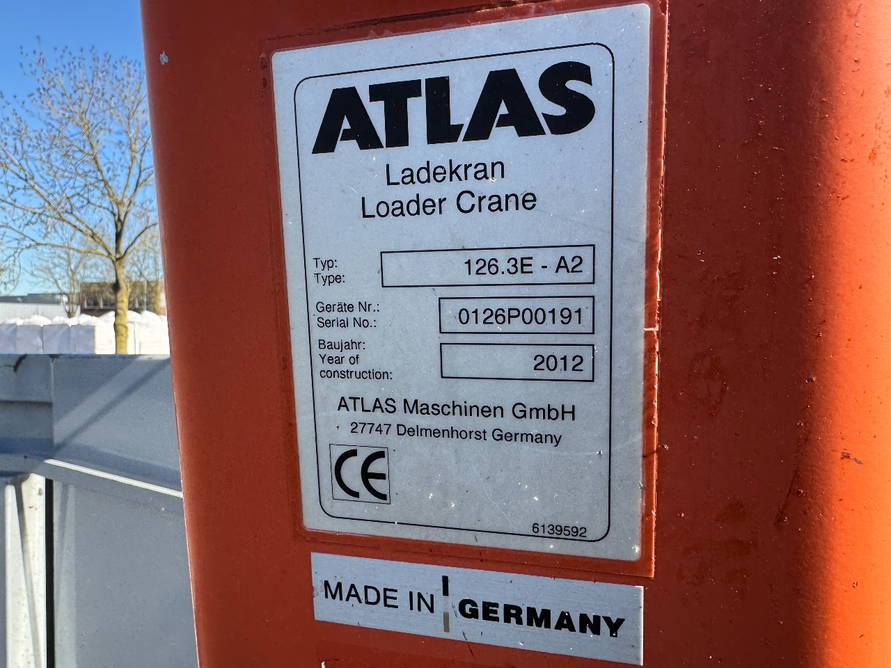 ATLAS
Ladekran
Loader Crane
Typ:
Type:
126.3E - A2
Geräte Nr.:
Serial No.:
0126P00191
Baujahr:
Year of
construction:
2012
ATLAS Maschinen GmbH
27747 Delmenhorst Germany
CE
6139592
MADE IN GERMANY